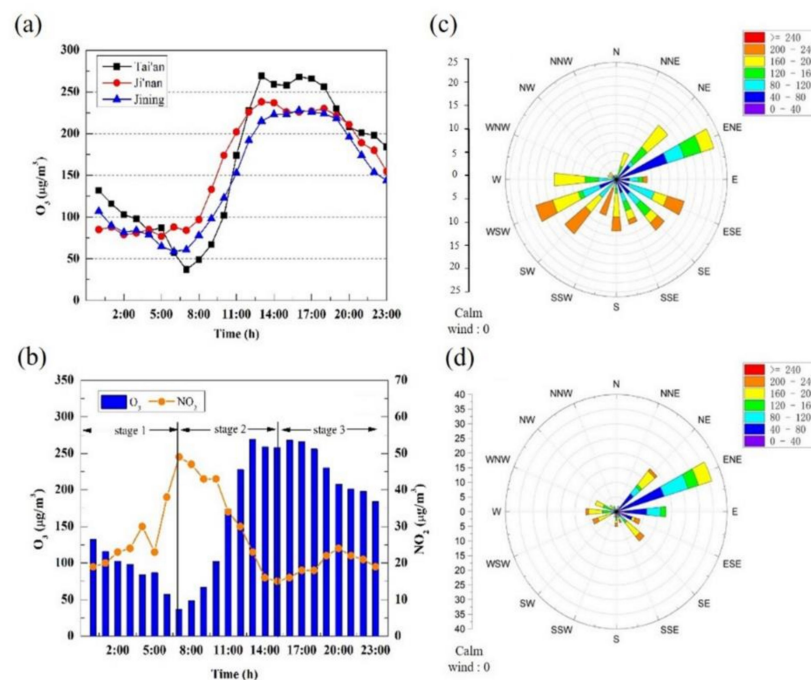 (a)
300
250
200
150
100
50
0
O₃ (μg/m³)
Tai'an
Ji'nan
Jining
2:00 5:00 8:00 11:00 14:00 17:00 20:00 23:00
Time (h)
(b)
350
300
250
200
150
100
50
0
O₃ (μg/m³)
O₃ NO₂
stage 1 stage 2 stage 3
70
60
50
40
30
20
10
0
NO₂ (μg/m³)
2:00 5:00 8:00 11:00 14:00 17:00 20:00 23:00
Time (h)
(c)
25
20
15
10
5
0
5
10
15
20
25
Calm
wind : 0
N
NNE
NE
ENE
E
ESE
SE
SSE
S
SSW
SW
WSW
W
WNW
NW
NNW
>= 240
200 - 24
160 - 20
120 - 16
80 - 120
40 - 80
0 - 40
(d)
40
35
30
25
20
15
10
5
0
5
10
15
20
25
30
35
40
Calm
wind : 0
N
NNE
NE
ENE
E
ESE
SE
SSE
S
SSW
SW
WSW
W
WNW
NW
NNW
>= 240
200 - 24
160 - 20
120 - 16
80 - 120
40 - 80
0 - 40